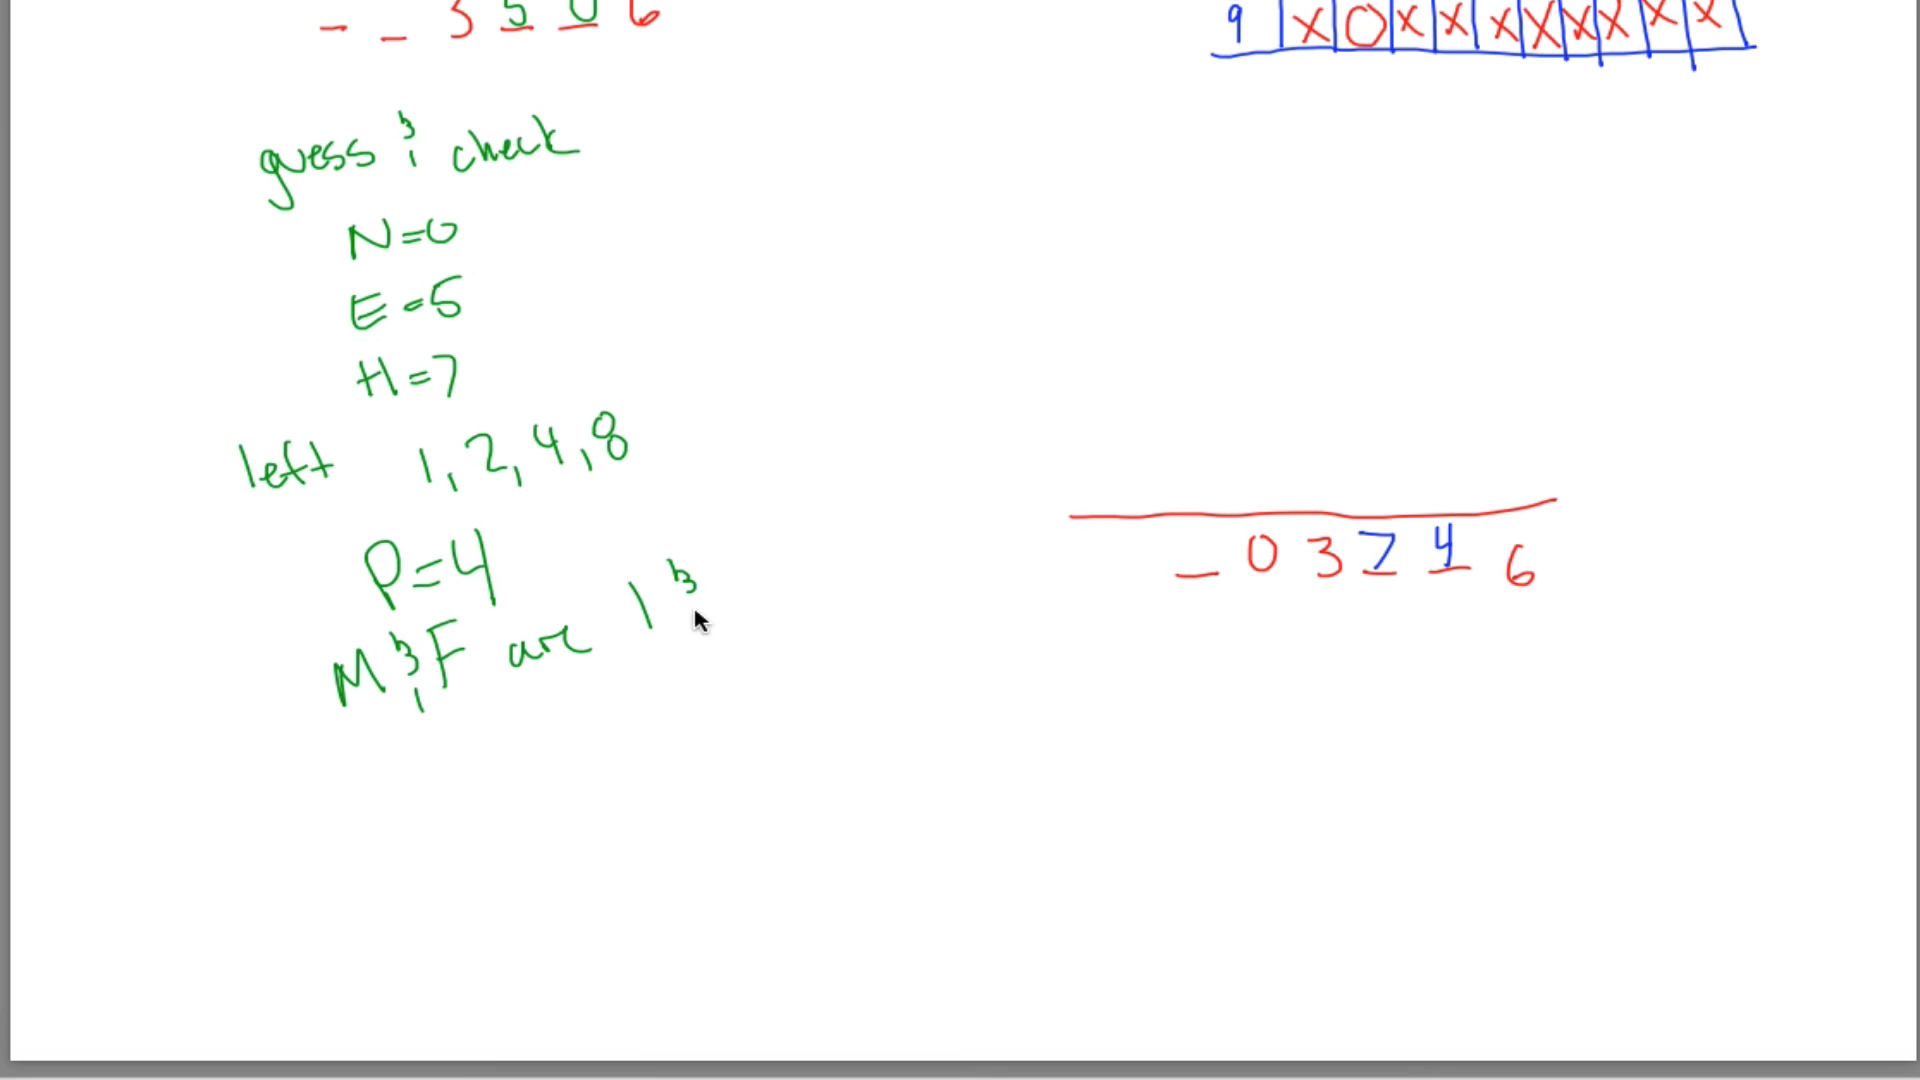 _ _ 3 5 0 6
9 X O X X X X X X X X
guess & check
N=0
E=5
H=7
left 1, 2, 4, 8
P=4
M & F are 1 &
_ 0 3 7 4 6